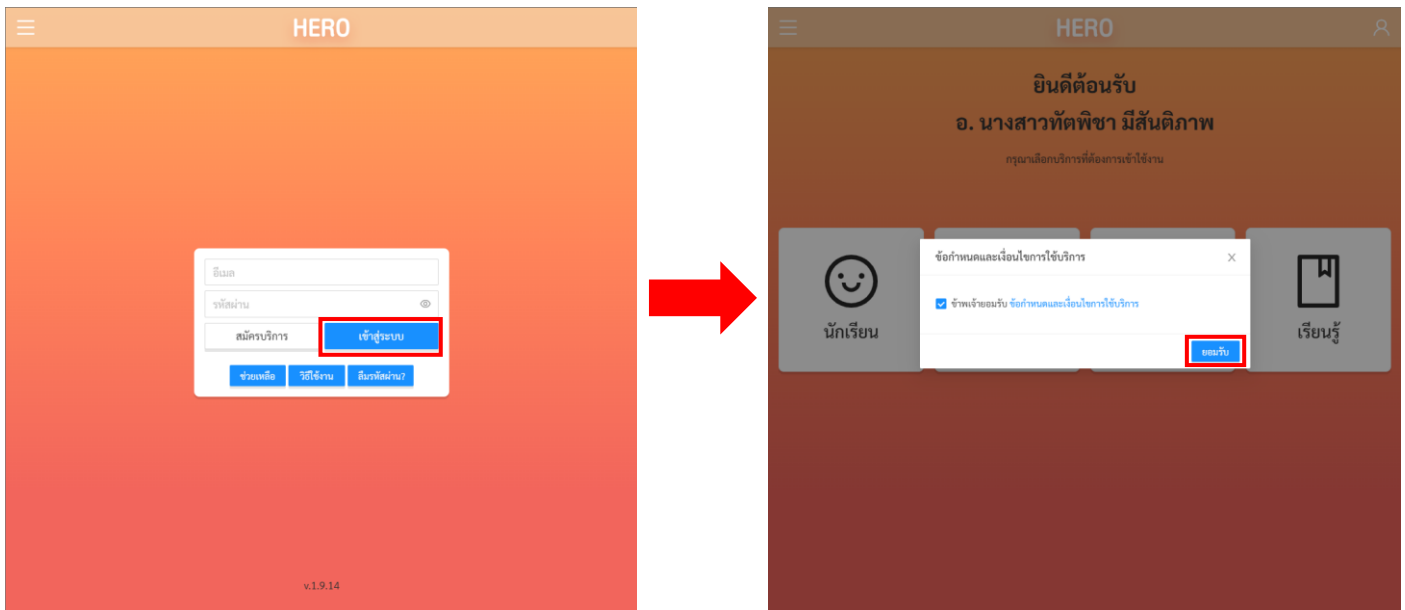 HERO
อีเมล
รหัสผ่าน
สมัครบริการ เข้าสู่ระบบ
ช่วยเหลือ วิธีใช้งาน ลืมรหัสผ่าน?
v.1.9.14
HERO
ยินดีต้อนรับ
อ. นางสาวทัตพิชา มีสันติภาพ
กรุณาเลือกบริการที่ต้องการเข้าใช้งาน
ข้อกำหนดและเงื่อนไขการใช้บริการ
ข้าพเจ้ายอมรับ ข้อกำหนดและเงื่อนไขการใช้บริการ
ยอมรับ
นักเรียน
เรียนรู้